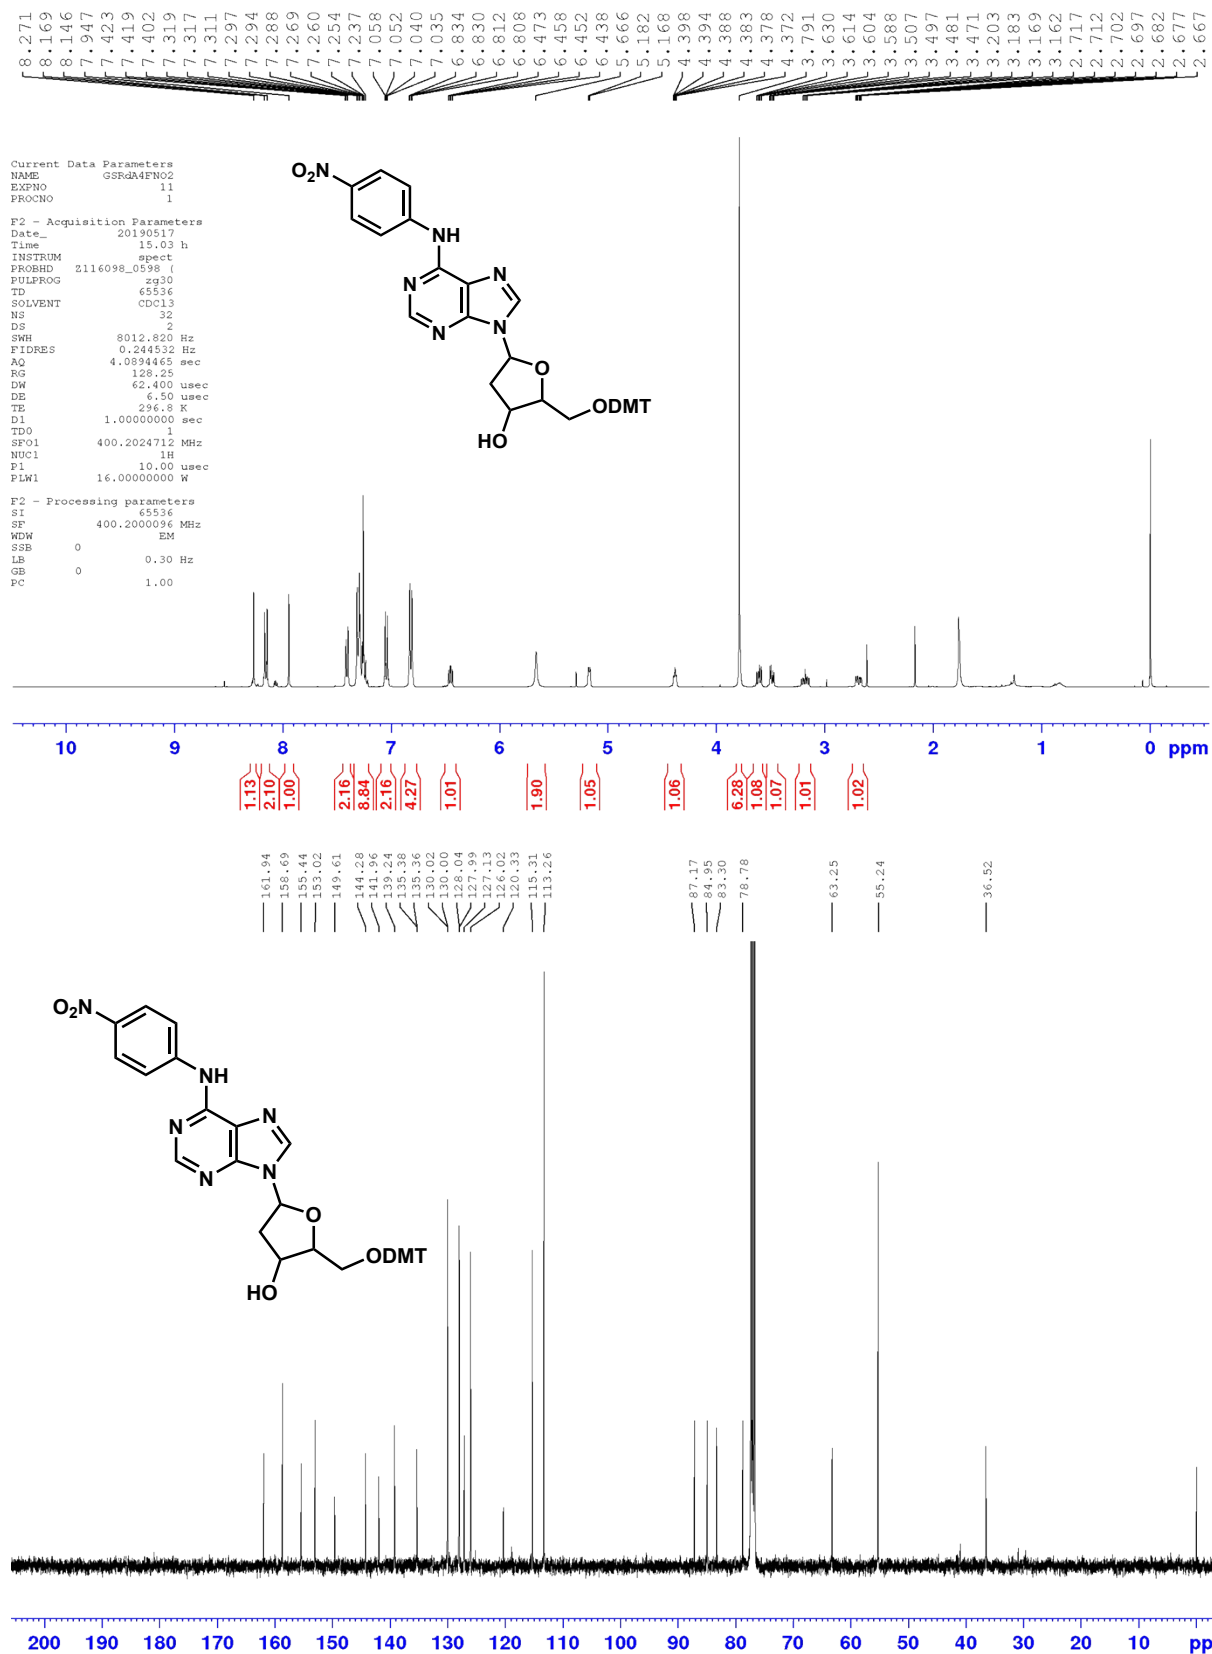 8.271
8.169
8.146
7.947
7.423
7.419
7.402
7.319
7.317
7.311
7.297
7.294
7.288
7.269
7.260
7.254
7.237
7.058
7.052
7.040
7.035
6.834
6.830
6.812
6.808
6.473
6.458
6.452
6.438
5.666
5.182
5.168
4.398
4.394
4.388
4.383
4.378
4.372
3.791
3.630
3.614
3.604
3.588
3.507
3.497
3.481
3.471
3.203
3.183
3.169
3.162
2.717
2.712
2.702
2.697
2.682
2.677
2.667
Current Data Parameters
NAME GSRdA4FNO2
EXPNO 11
PROCNO 1
F2 - Acquisition Parameters
Date_ 20190517
Time 15.03 h
INSTRUM spect
PROBHD Z116098_0598 (
PULPROG zg30
TD 65536
SOLVENT CDCl3
NS 32
DS 2
SWH 8012.820 Hz
FIDRES 0.244532 Hz
AQ 4.0894465 sec
RG 128.25
DW 62.400 usec
DE 6.50 usec
TE 296.8 K
D1 1.00000000 sec
TD0 1
SFO1 400.2024712 MHz
NUC1 1H
P1 10.00 usec
PLW1 16.00000000 W
F2 - Processing parameters
SI 65536
SF 400.2000096 MHz
WDW EM
SSB 0
LB 0.30 Hz
GB 0
PC 1.00
O2N
NH
N
N
N
N
O
ODMT
HO
10 9 8 7 6 5 4 3 2 1 0 ppm
1.13
2.10
1.00
2.16
8.84
2.16
4.27
1.01
1.90
1.05
1.06
6.28
1.08
1.07
1.01
1.02
161.94
158.69
155.44
153.02
149.61
144.28
141.96
139.24
135.38
135.36
130.02
130.00
128.04
127.99
127.13
126.02
120.33
115.31
113.26
87.17
84.95
83.30
78.78
63.25
55.24
36.52
O2N
NH
N
N
N
N
O
ODMT
HO
200 190 180 170 160 150 140 130 120 110 100 90 80 70 60 50 40 30 20 10 pp